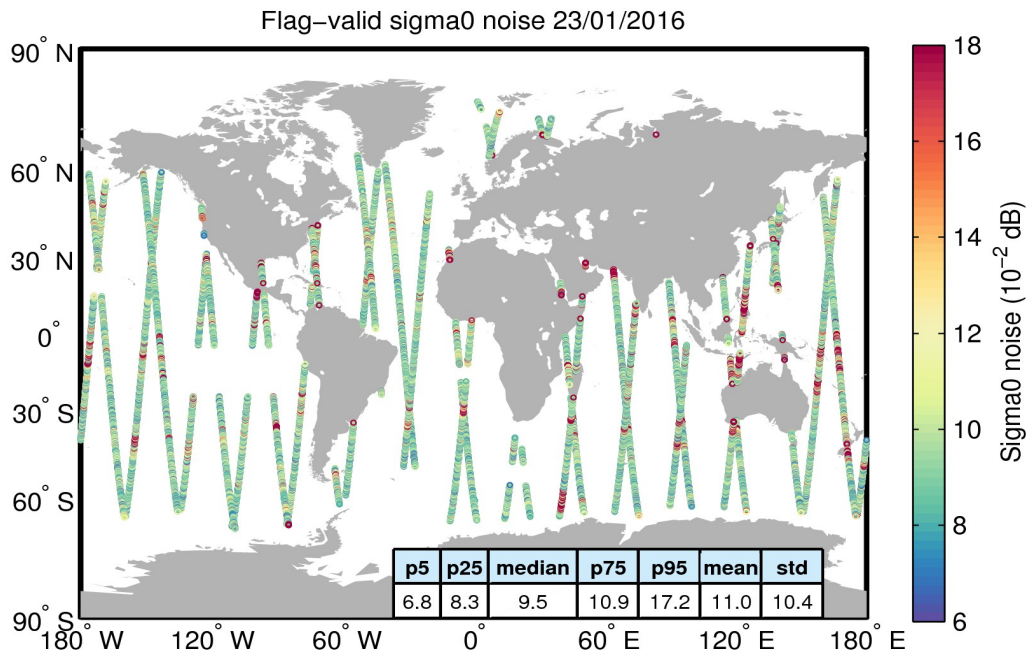 Flag−valid sigma0 noise 23/01/2016
90° N
60° N
30° N
0°
30° S
60° S
90° S
180° W
120° W
60° W
0°
60° E
120° E
180° E
p5 p25 median p75 p95 mean std
6.8 8.3 9.5 10.9 17.2 11.0 10.4
18
16
14
12
10
8
6
Sigma0 noise (10−2 dB)